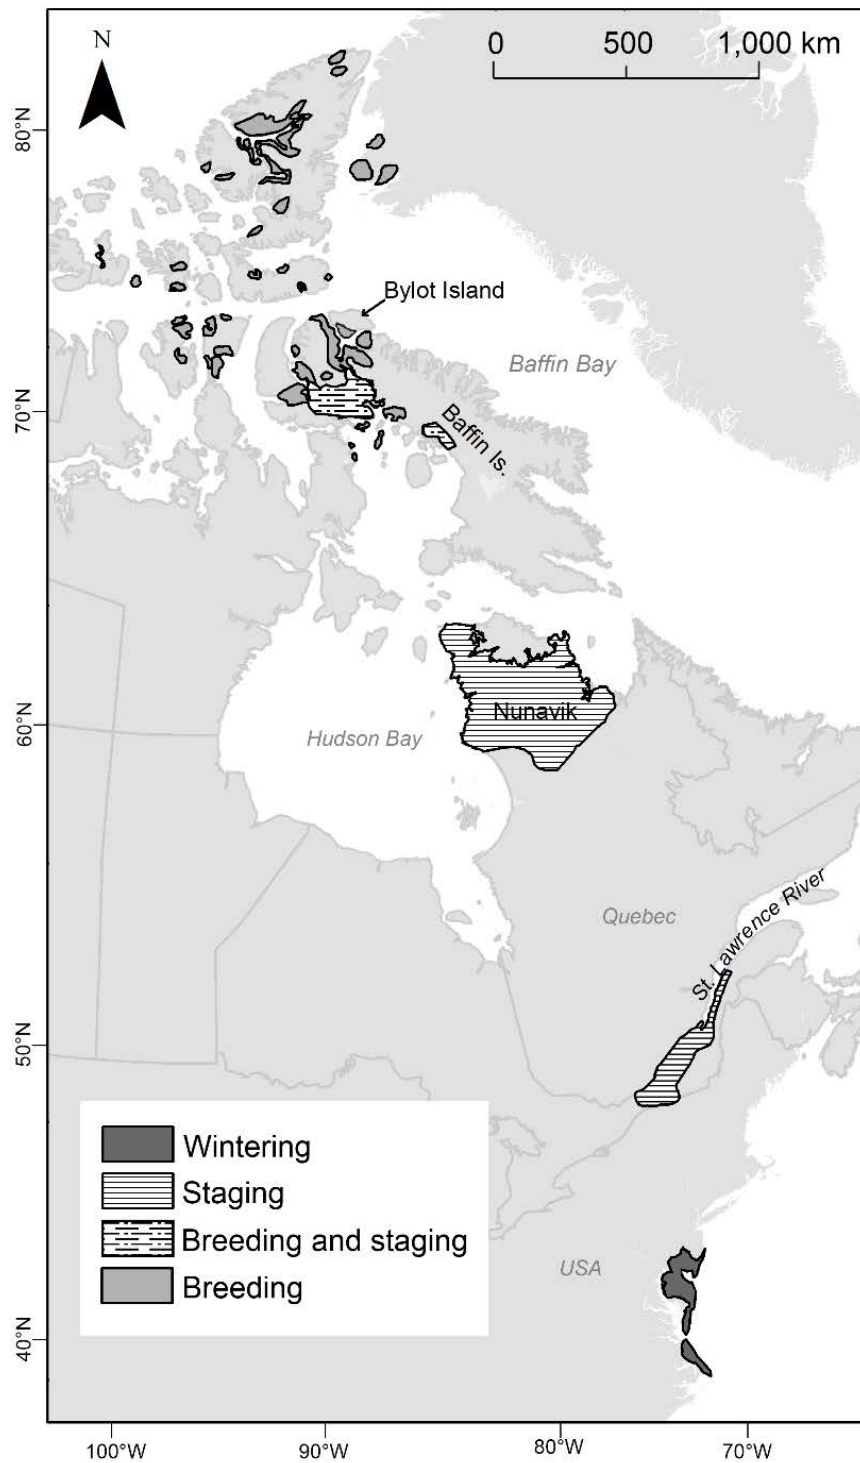 N
0 500 1,000 km
80°N
Bylot Island
Baffin Bay
70°N
Baffin Is.
60°N
Nunavik
Hudson Bay
Quebec
St. Lawrence River
50°N
Wintering
Staging
Breeding and staging
Breeding
USA
40°N
100°W 90°W 80°W 70°W